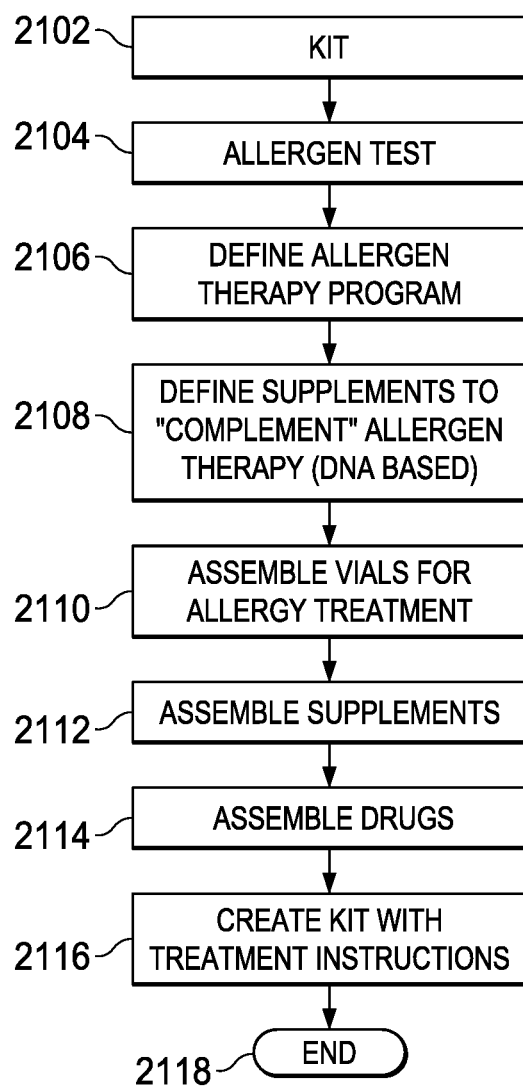 2102
KIT
2104
ALLERGEN TEST
2106
DEFINE ALLERGEN
THERAPY PROGRAM
2108
DEFINE SUPPLEMENTS TO
"COMPLEMENT" ALLERGEN
THERAPY (DNA BASED)
2110
ASSEMBLE VIALS FOR
ALLERGY TREATMENT
2112
ASSEMBLE SUPPLEMENTS
2114
ASSEMBLE DRUGS
2116
CREATE KIT WITH
TREATMENT INSTRUCTIONS
2118
END